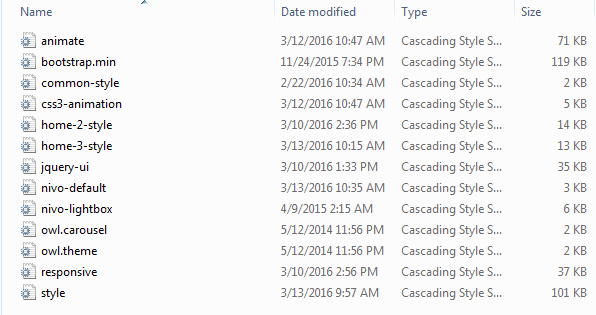 Name Date modified Type Size
animate 3/12/2016 10:47 AM Cascading Style S... 71 KB
bootstrap.min 11/24/2015 7:34 PM Cascading Style S... 119 KB
common-style 2/22/2016 10:34 AM Cascading Style S... 2 KB
css3-animation 3/12/2016 10:47 AM Cascading Style S... 5 KB
home-2-style 3/10/2016 2:36 PM Cascading Style S... 14 KB
home-3-style 3/13/2016 10:15 AM Cascading Style S... 13 KB
jquery-ui 3/10/2016 1:33 PM Cascading Style S... 35 KB
nivo-default 3/13/2016 10:35 AM Cascading Style S... 3 KB
nivo-lightbox 4/9/2015 2:15 AM Cascading Style S... 6 KB
owl.carousel 5/12/2014 11:56 PM Cascading Style S... 2 KB
owl.theme 5/12/2014 11:56 PM Cascading Style S... 2 KB
responsive 3/10/2016 2:56 PM Cascading Style S... 37 KB
style 3/13/2016 9:57 AM Cascading Style S... 101 KB